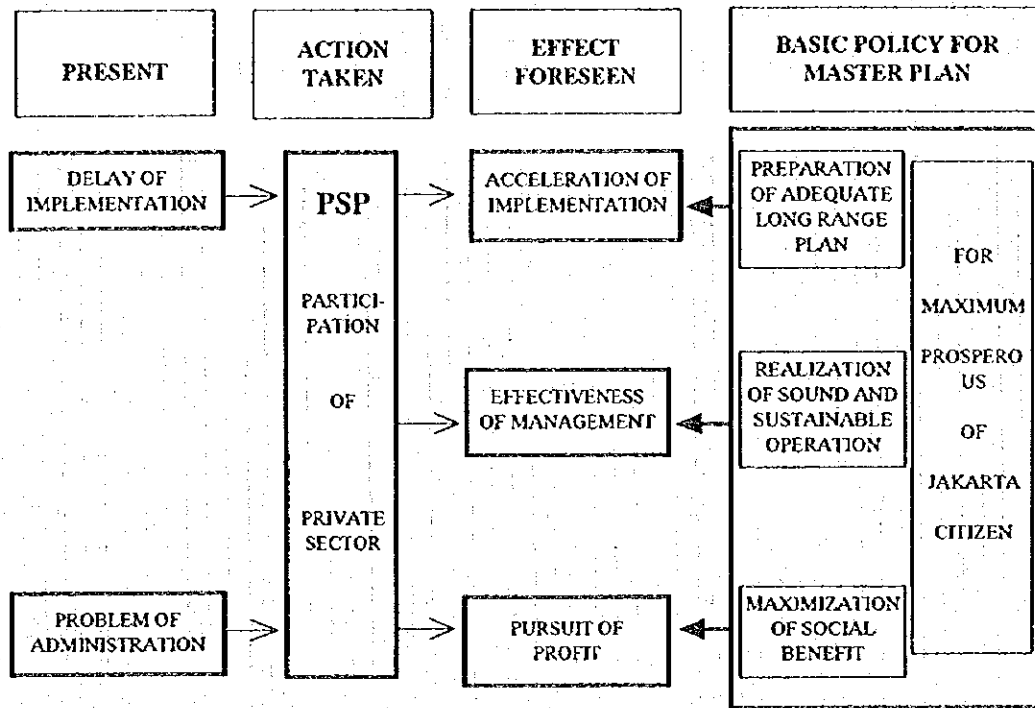 PRESENT
ACTION
TAKEN
EFFECT
FORESEEN
BASIC POLICY FOR
MASTER PLAN
DELAY OF
IMPLEMENTATION
PROBLEM OF
ADMINISTRATION
PSP
PARTICI-
PATION
OF
PRIVATE
SECTOR
ACCELERATION OF
IMPLEMENTATION
EFFECTIVENESS
OF MANAGEMENT
PURSUIT OF
PROFIT
PREPARATION
OF ADEQUATE
LONG RANGE
PLAN
REALIZATION
OF SOUND AND
SUSTAINABLE
OPERATION
MAXIMIZATION
OF SOCIAL
BENEFIT
FOR
MAXIMUM
PROSPERO
US
OF
JAKARTA
CITIZEN